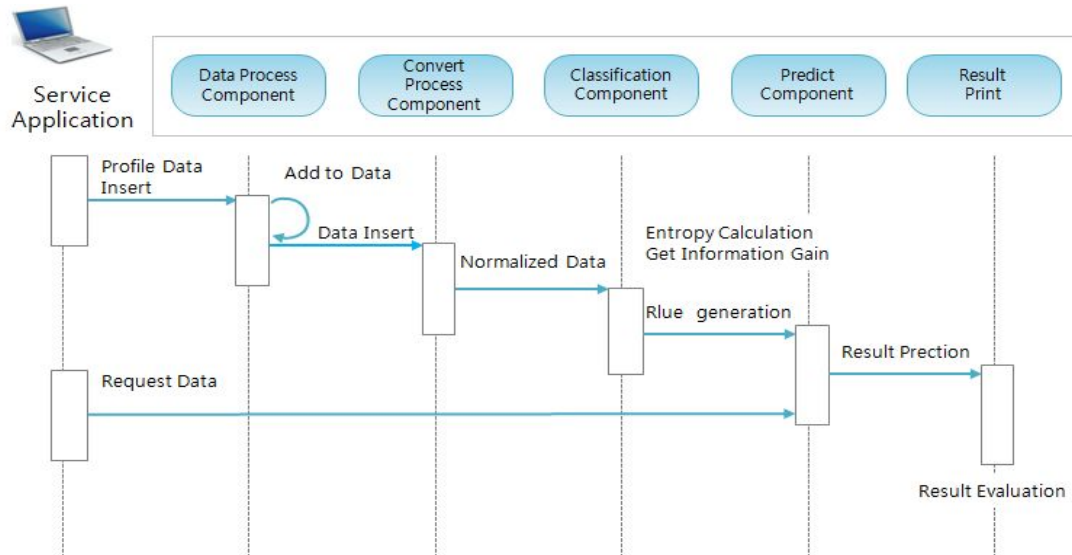 Service
Application
Data Process
Component
Convert
Process
Component
Classification
Component
Predict
Component
Result
Print
Profile Data
Insert
Add to Data
Data Insert
Normalized Data
Entropy Calculation
Get Information Gain
Rlue generation
Result Prection
Request Data
Result Evaluation